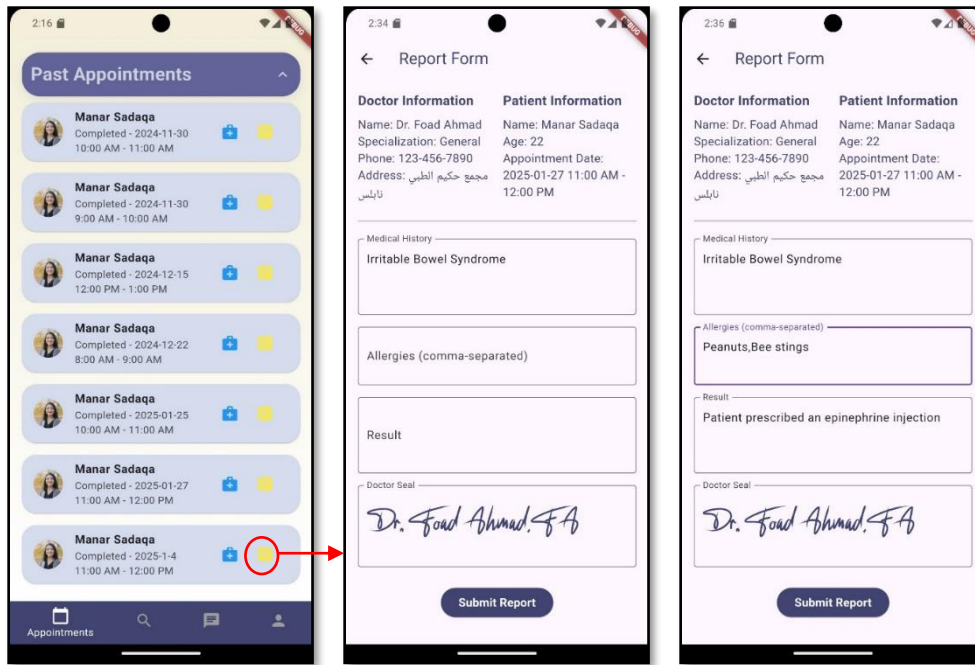 2:16
Past Appointments
Manar Sadaqa
Completed - 2024-11-30
10:00 AM - 11:00 AM
Manar Sadaqa
Completed - 2024-11-30
9:00 AM - 10:00 AM
Manar Sadaqa
Completed - 2024-12-15
12:00 PM - 1:00 PM
Manar Sadaqa
Completed - 2024-12-22
8:00 AM - 9:00 AM
Manar Sadaqa
Completed - 2025-01-25
10:00 AM - 11:00 AM
Manar Sadaqa
Completed - 2025-01-27
11:00 AM - 12:00 PM
Manar Sadaqa
Completed - 2025-1-4
11:00 AM - 12:00 PM
Appointments
2:34
Report Form
Doctor Information
Name: Dr. Foad Ahmad
Specialization: General
Phone: 123-456-7890
Address: مجمع حكيم الطبي
نابلس
Patient Information
Name: Manar Sadaqa
Age: 22
Appointment Date:
2025-01-27 11:00 AM -
12:00 PM
Medical History
Irritable Bowel Syndrome
Allergies (comma-separated)
Result
Doctor Seal
Dr. Foad Ahmad, FA
Submit Report
2:36
Report Form
Doctor Information
Name: Dr. Foad Ahmad
Specialization: General
Phone: 123-456-7890
Address: مجمع حكيم الطبي
نابلس
Patient Information
Name: Manar Sadaqa
Age: 22
Appointment Date:
2025-01-27 11:00 AM -
12:00 PM
Medical History
Irritable Bowel Syndrome
Allergies (comma-separated)
Peanuts,Bee stings
Result
Patient prescribed an epinephrine injection
Doctor Seal
Dr. Foad Ahmad, FA
Submit Report